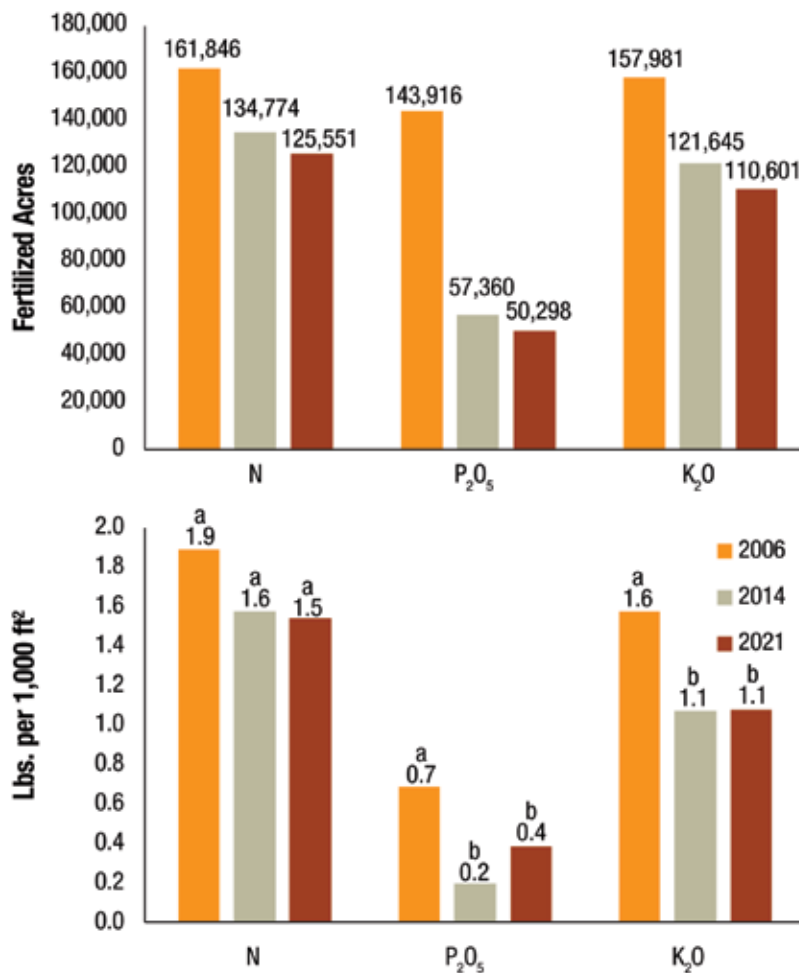 Fertilized Acres
180,000
160,000
140,000
120,000
100,000
80,000
60,000
40,000
20,000
0
161,846
134,774
125,551
143,916
57,360
50,298
157,981
121,645
110,601
N
P₂O₅
K₂O
Lbs. per 1,000 ft²
2.0
1.8
1.6
1.4
1.2
1.0
0.8
0.6
0.4
0.2
0.0
a
1.9
a
1.6
a
1.5
a
0.7
b
0.2
b
0.4
a
1.6
b
1.1
b
1.1
2006
2014
2021
N
P₂O₅
K₂O